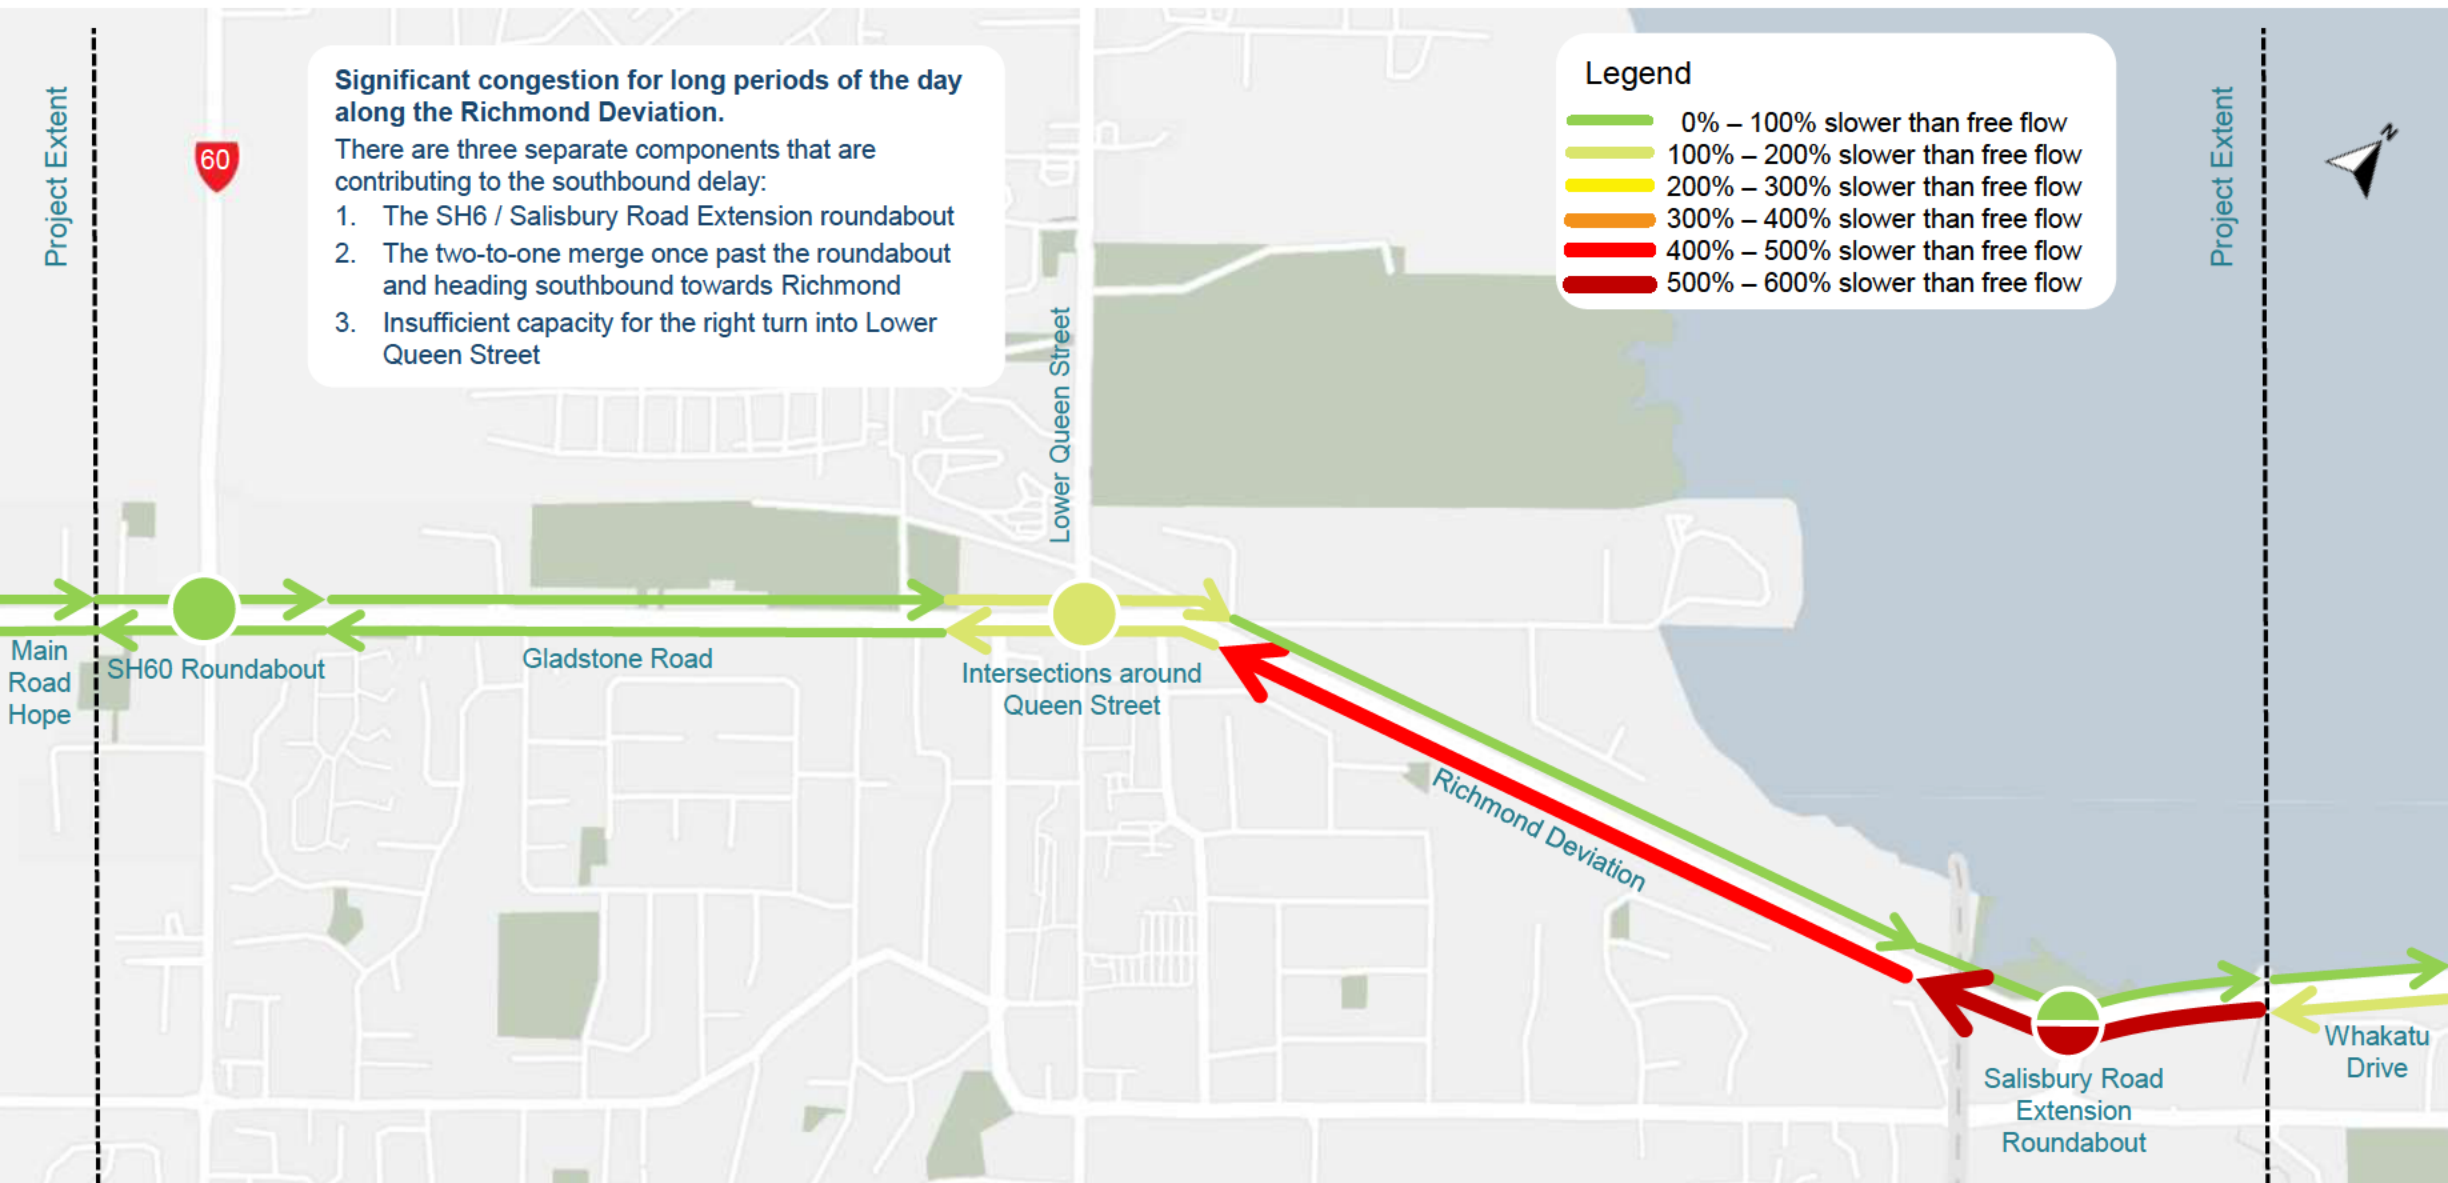 Project Extent
60
Significant congestion for long periods of the day
along the Richmond Deviation.
There are three separate components that are
contributing to the southbound delay:
1. The SH6 / Salisbury Road Extension roundabout
2. The two-to-one merge once past the roundabout
and heading southbound towards Richmond
3. Insufficient capacity for the right turn into Lower
Queen Street
Legend
0% – 100% slower than free flow
100% – 200% slower than free flow
200% – 300% slower than free flow
300% – 400% slower than free flow
400% – 500% slower than free flow
500% – 600% slower than free flow
Project Extent
N
Lower Queen Street
Main
Road
Hope
SH60 Roundabout
Gladstone Road
Intersections around
Queen Street
Richmond Deviation
Salisbury Road
Extension
Roundabout
Whakatu
Drive